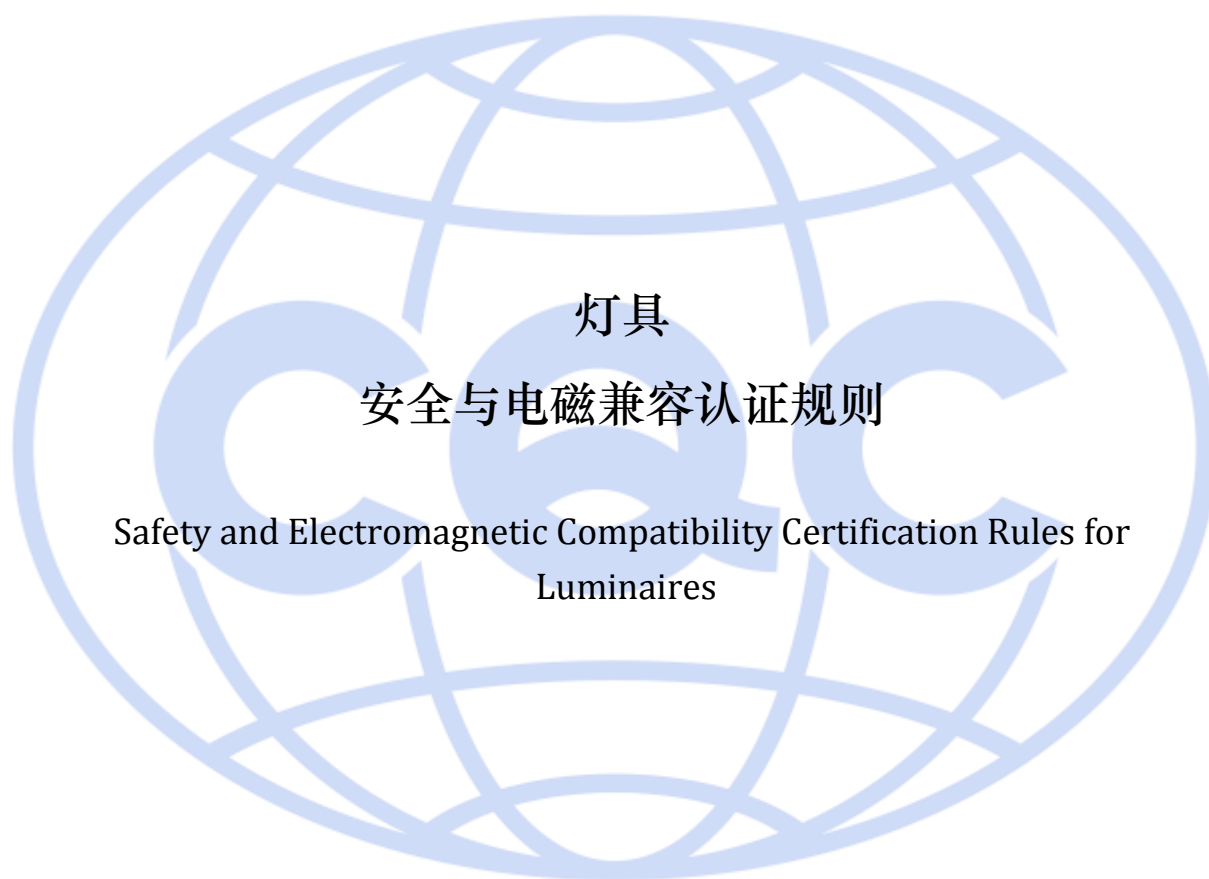 灯具
安全与电磁兼容认证规则
CQC
Safety and Electromagnetic Compatibility Certification Rules for
Luminaires